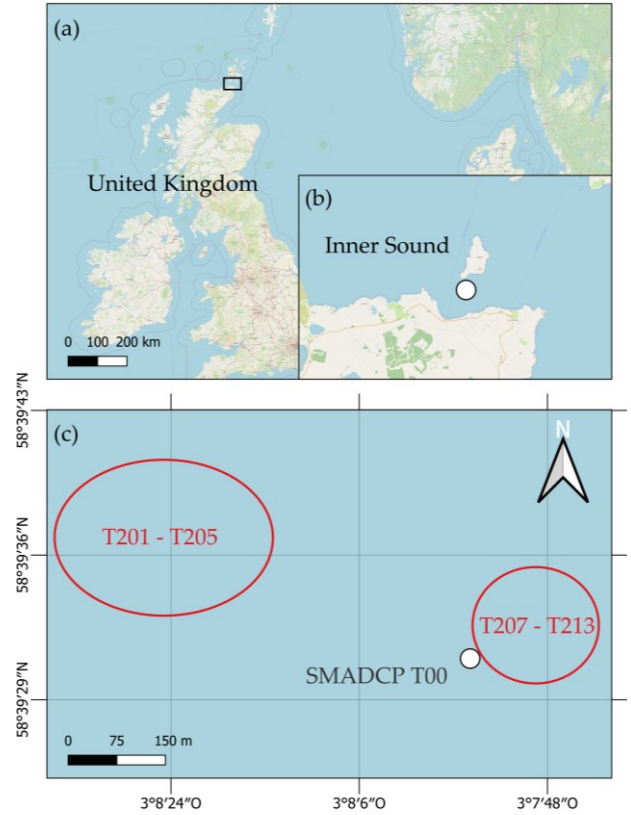 (a)
United Kingdom
0 100 200 km
(b)
Inner Sound
(c)
N
T201 - T205
T207 - T213
SMADCP T00
0 75 150 m
58°39'43"N
58°39'36"N
58°39'29"N
3°8'24"O
3°8'6"O
3°7'48"O